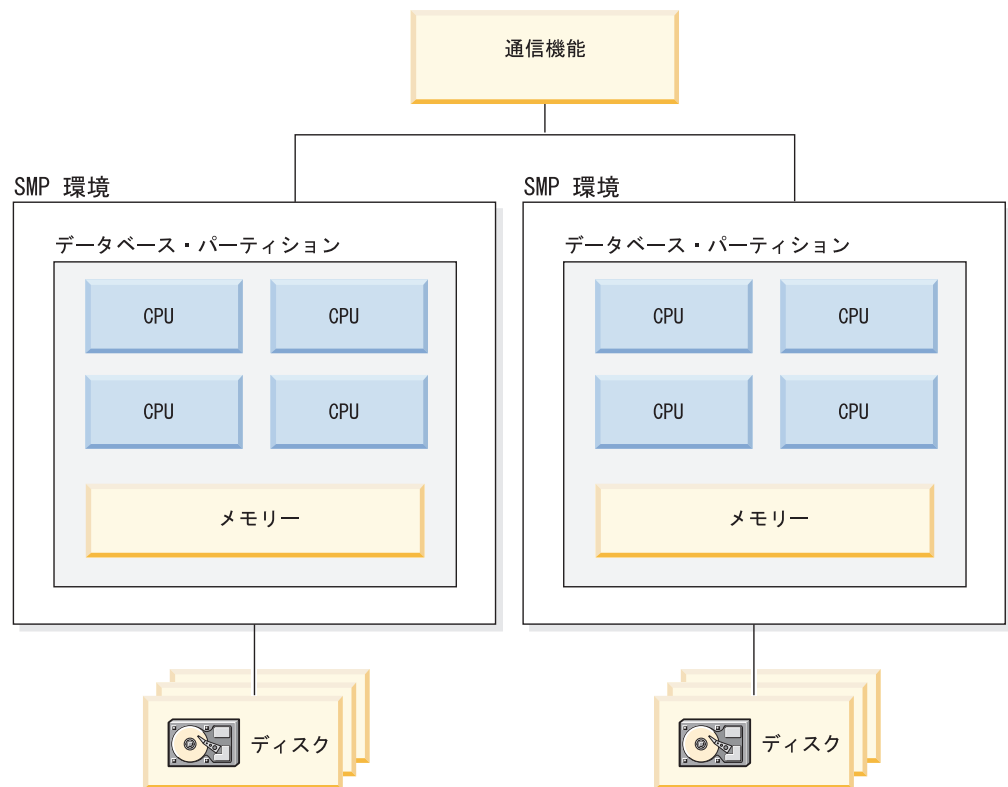 通信機能
SMP 環境
データベース・パーティション
CPU
CPU
CPU
CPU
メモリー
ディスク
SMP 環境
データベース・パーティション
CPU
CPU
CPU
CPU
メモリー
ディスク